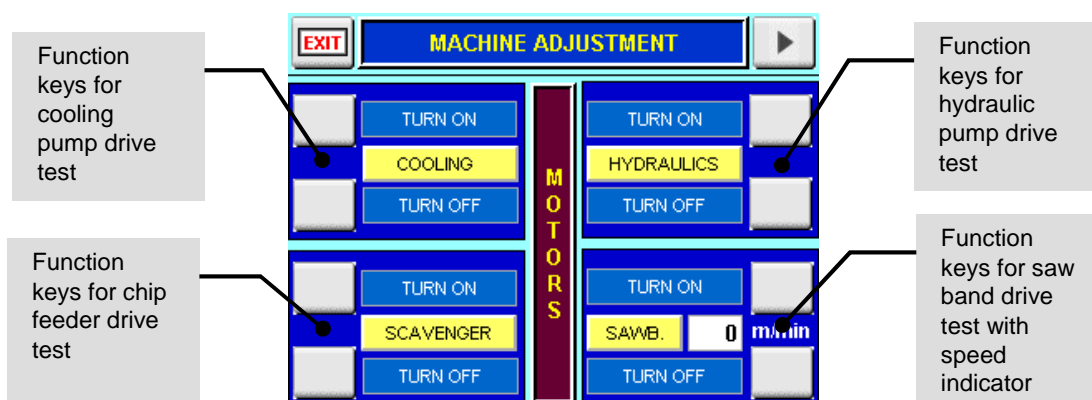 EXIT
MACHINE ADJUSTMENT
Function
keys for
cooling
pump drive
test
TURN ON
COOLING
TURN OFF
MOTORS
TURN ON
HYDRAULICS
TURN OFF
Function
keys for
hydraulic
pump drive
test
Function
keys for chip
feeder drive
test
TURN ON
SCAVENGER
TURN OFF
TURN ON
SAWB. 0 m/min
TURN OFF
Function
keys for saw
band drive
test with
speed
indicator